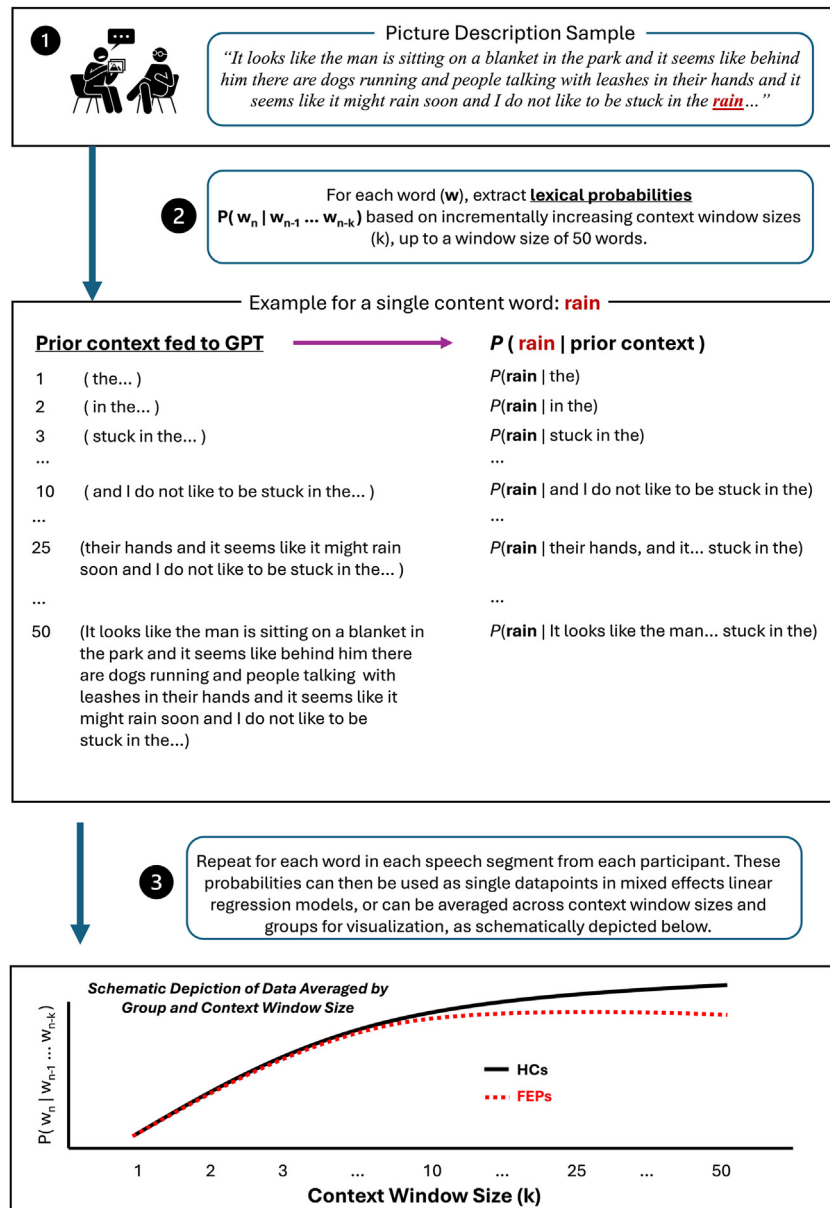 1
Picture Description Sample
“It looks like the man is sitting on a blanket in the park and it seems like behind
him there are dogs running and people talking with leashes in their hands and it
seems like it might rain soon and I do not like to be stuck in the rain…”
2
For each word (w), extract lexical probabilities
P( wn | wn-1 ... wn-k) based on incrementally increasing context window sizes
(k), up to a window size of 50 words.
Example for a single content word: rain
Prior context fed to GPT
P ( rain | prior context )
1 ( the... )
P(rain | the)
2 ( in the... )
P(rain | in the)
3 ( stuck in the... )
P(rain | stuck in the)
...
...
10 ( and I do not like to be stuck in the... )
P(rain | and I do not like to be stuck in the)
...
...
25 (their hands and it seems like it might rain
soon and I do not like to be stuck in the... )
P(rain | their hands, and it... stuck in the)
...
...
50 (It looks like the man is sitting on a blanket in
the park and it seems like behind him there
are dogs running and people talking with
leashes in their hands and it seems like it
might rain soon and I do not like to be
stuck in the...)
P(rain | It looks like the man... stuck in the)
3
Repeat for each word in each speech segment from each participant. These
probabilities can then be used as single datapoints in mixed effects linear
regression models, or can be averaged across context window sizes and
groups for visualization, as schematically depicted below.
Schematic Depiction of Data Averaged by
Group and Context Window Size
P( wn | wn-1 ... wn-k)
HCs
FEPs
1 2 3 ... 10 ... 25 ... 50
Context Window Size (k)